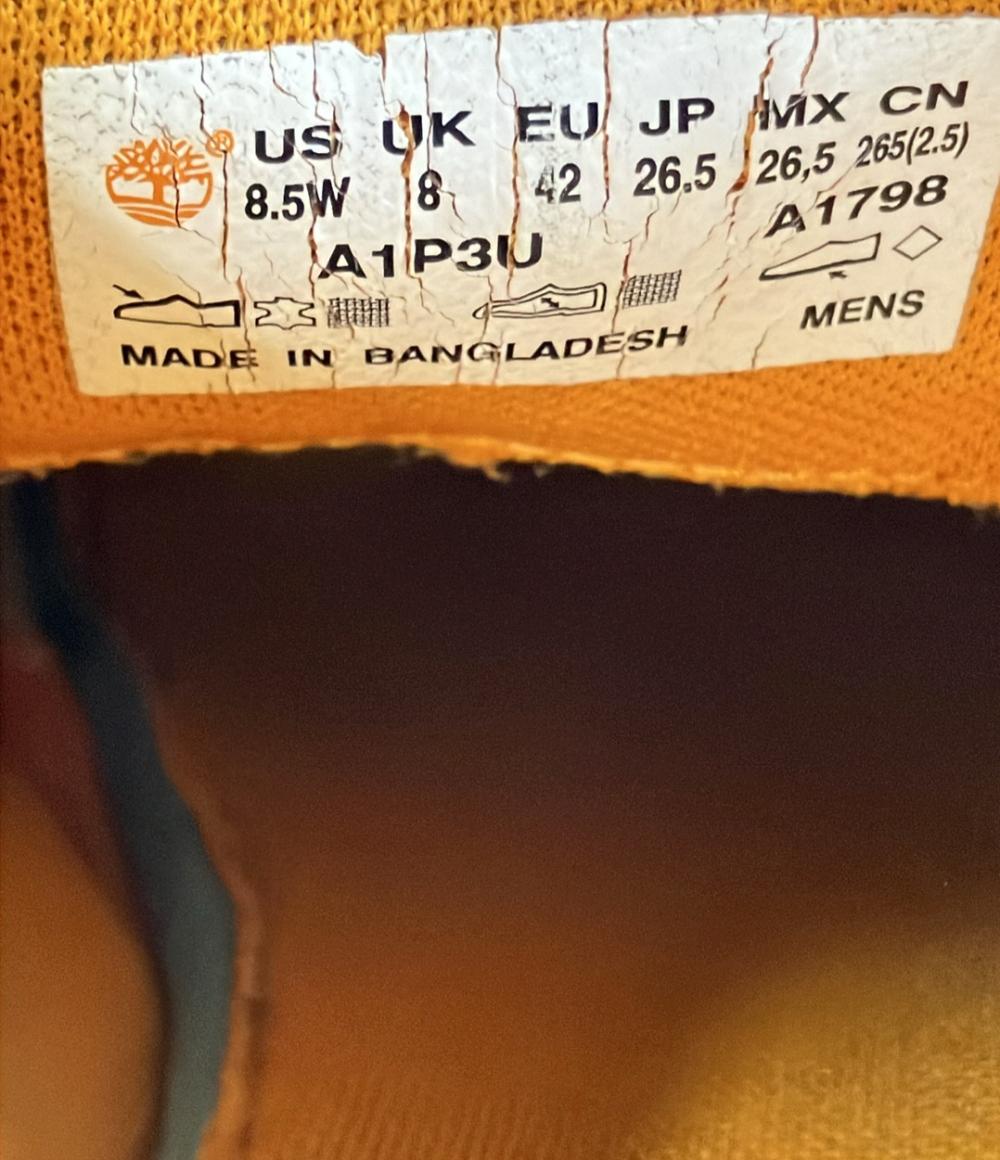 ® US UK EU JP MX CN
8.5W 8 42 26.5 26,5 265(2.5)
A1P3U A1798
MADE IN BANGLADESH MENS